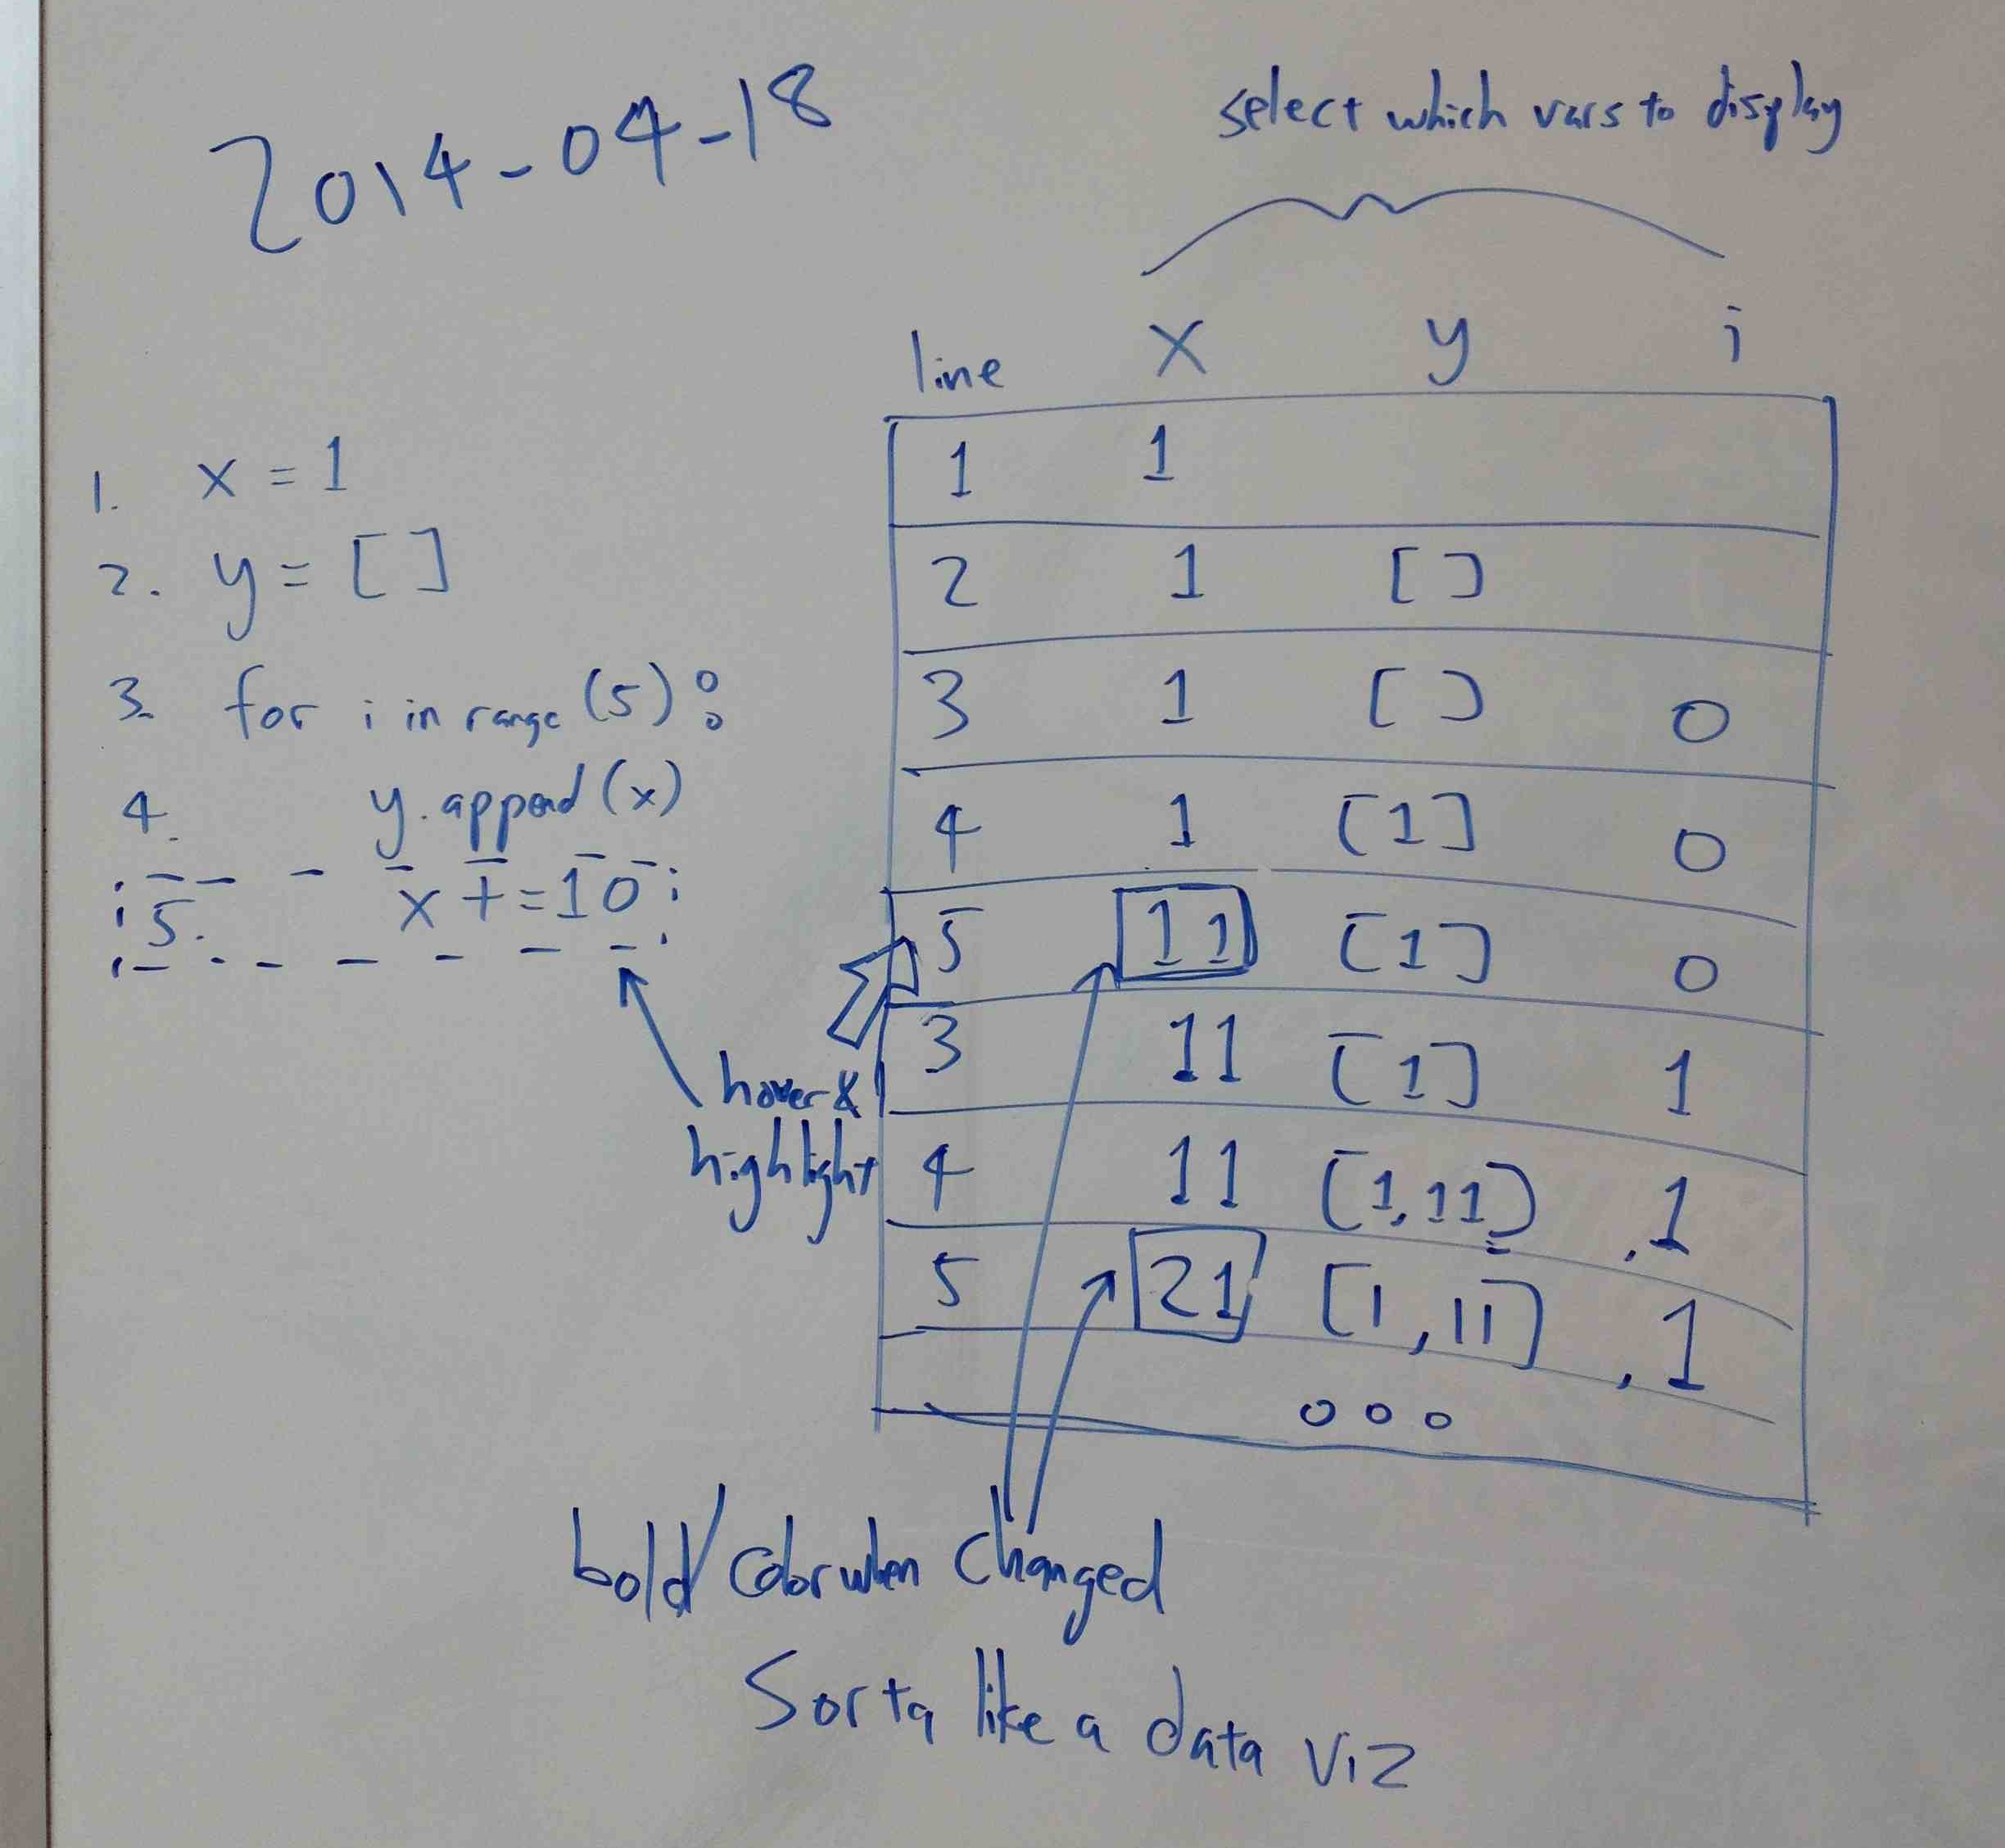 2014-04-18
select which vars to display
1. x = 1
2. y = [ ]
3. for i in range (5):
4. y.append(x)
5. x += 10
hover &
highlight
line x y i
1 1
2 1 [ ]
3 1 [ ] 0
4 1 [1] 0
5 11 [1] 0
3 11 [1] 1
4 11 [1,11] 1
5 21 [1,11] 1
ooo
bold/color when changed
Sorta like a data viz